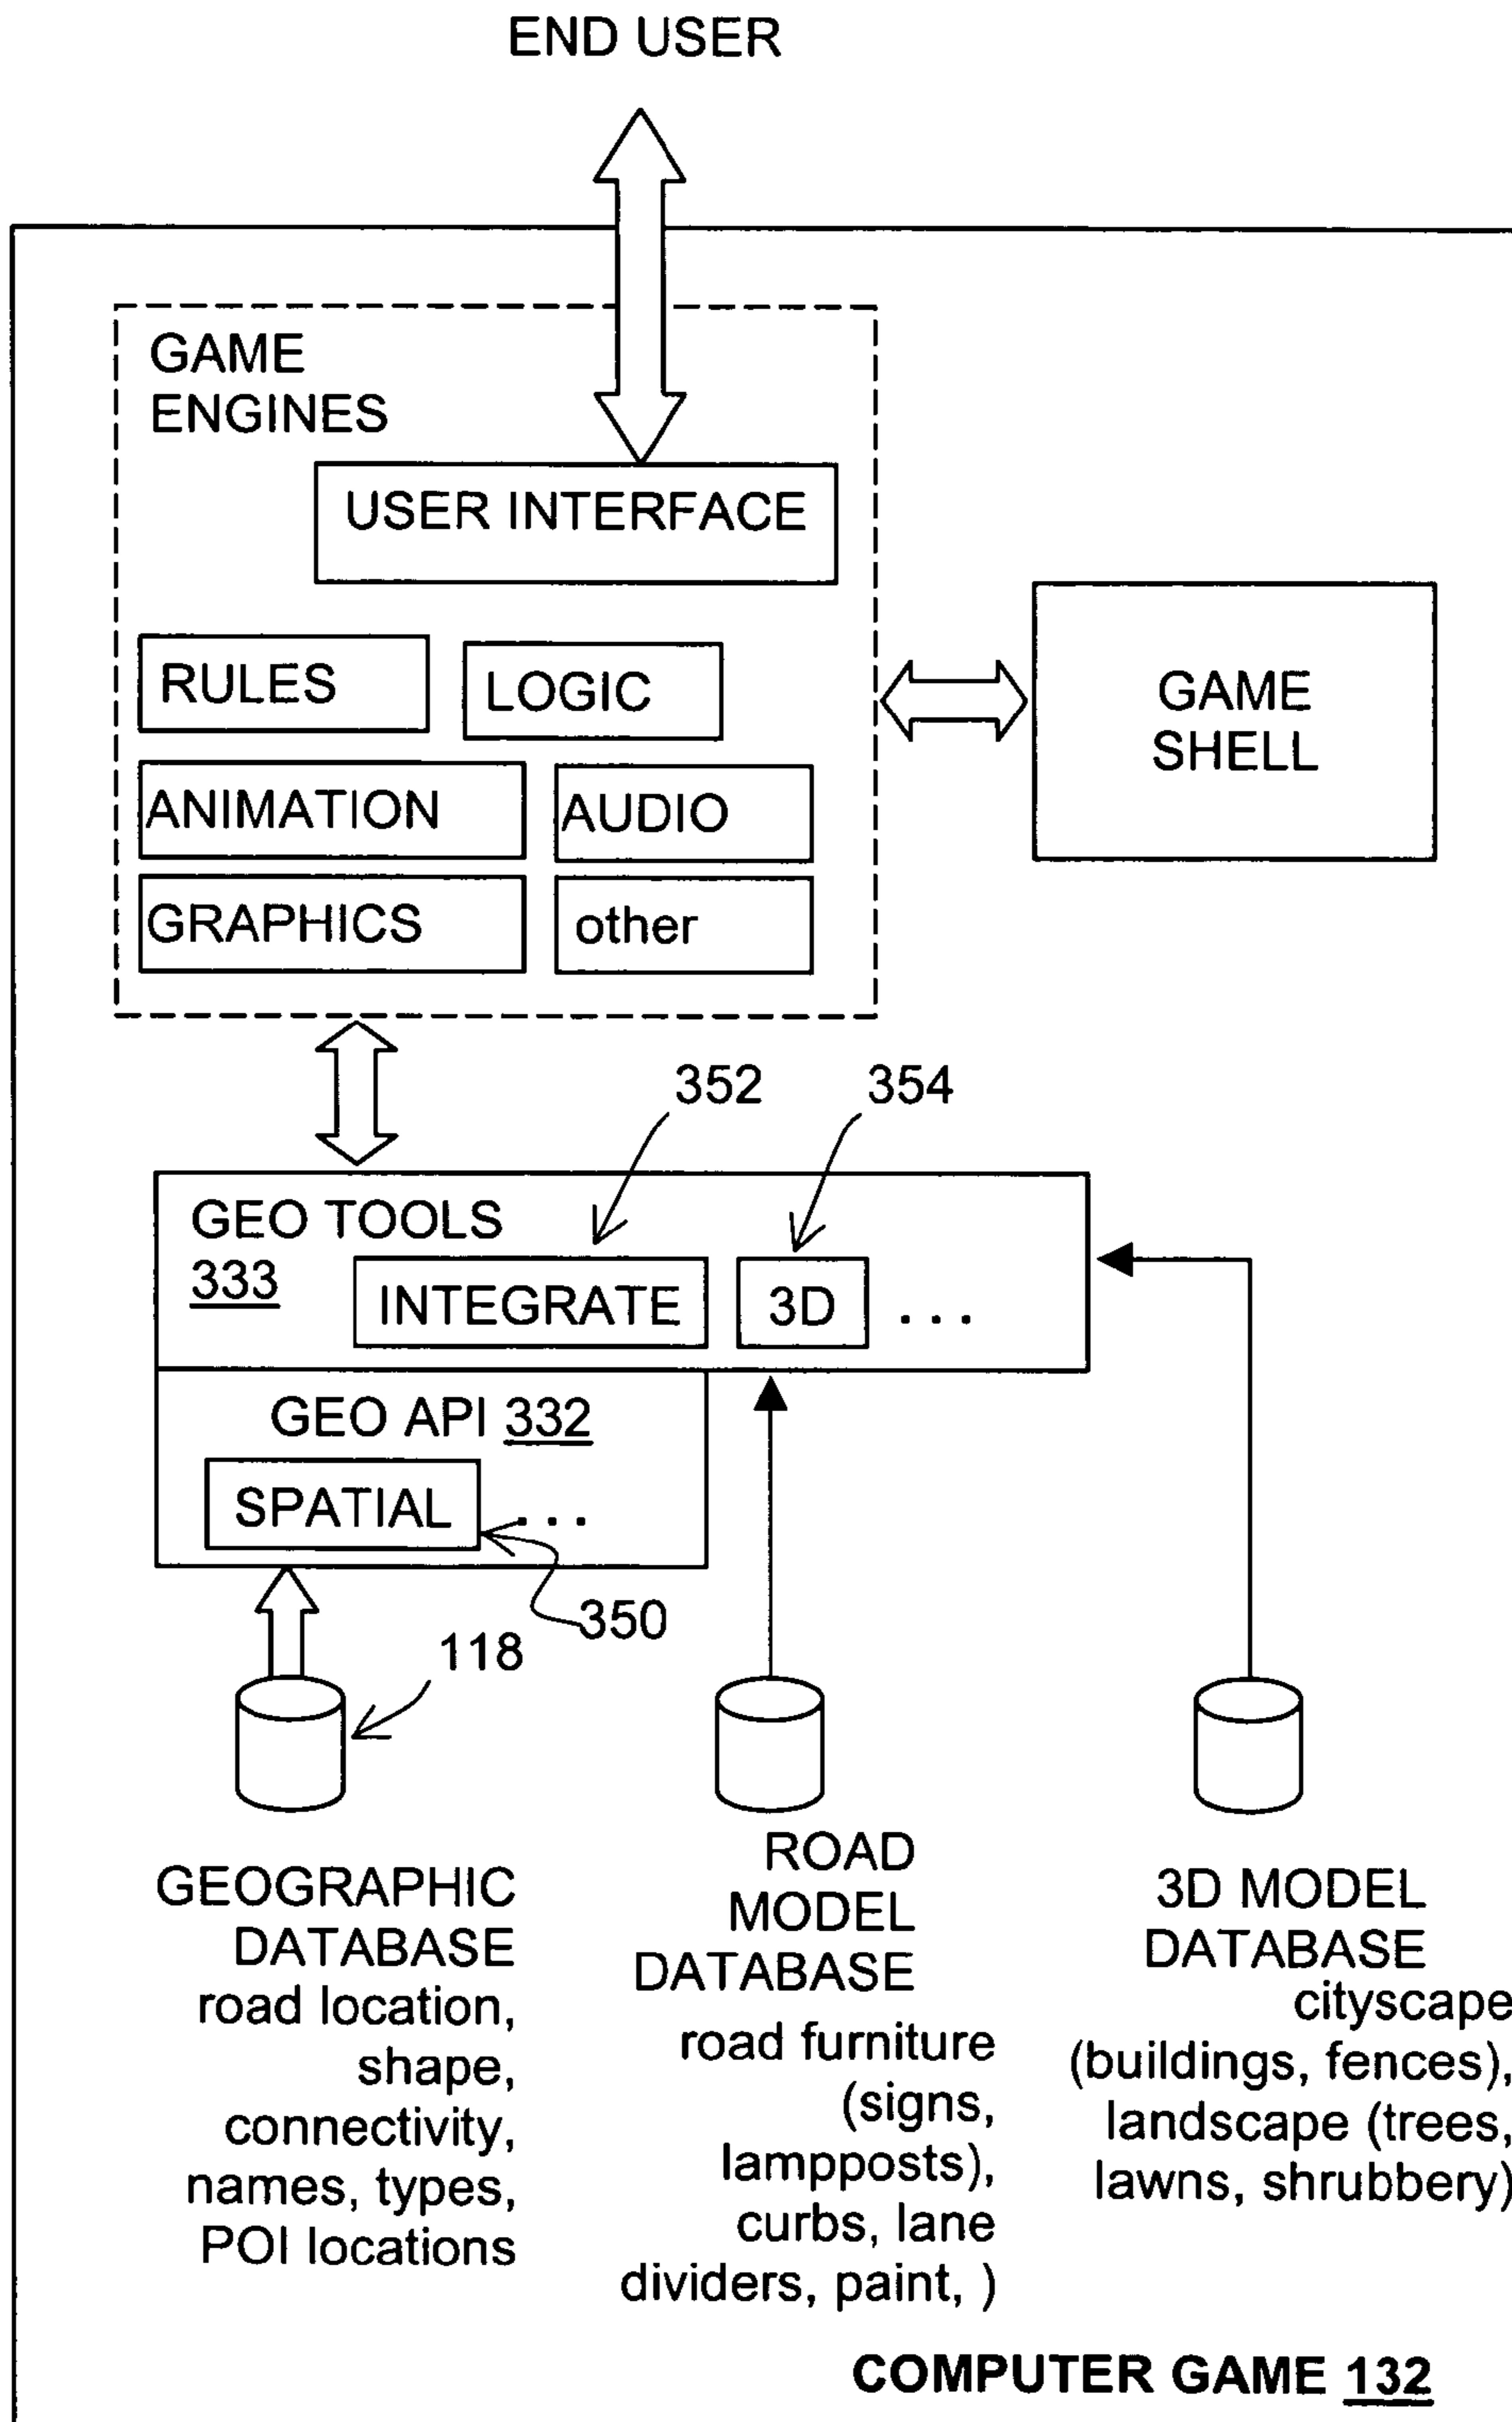 END USER
GAME
ENGINES
USER INTERFACE
RULES
LOGIC
GAME
SHELL
ANIMATION
AUDIO
GRAPHICS
other
352
354
GEO TOOLS
333
INTEGRATE
3D
...
GEO API 332
SPATIAL
...
350
118
GEOGRAPHIC
DATABASE
road location,
shape,
connectivity,
names, types,
POI locations
ROAD
MODEL
DATABASE
road furniture
(signs,
lampposts),
curbs, lane
dividers, paint, )
3D MODEL
DATABASE
cityscape
(buildings, fences),
landscape (trees,
lawns, shrubbery)
COMPUTER GAME 132